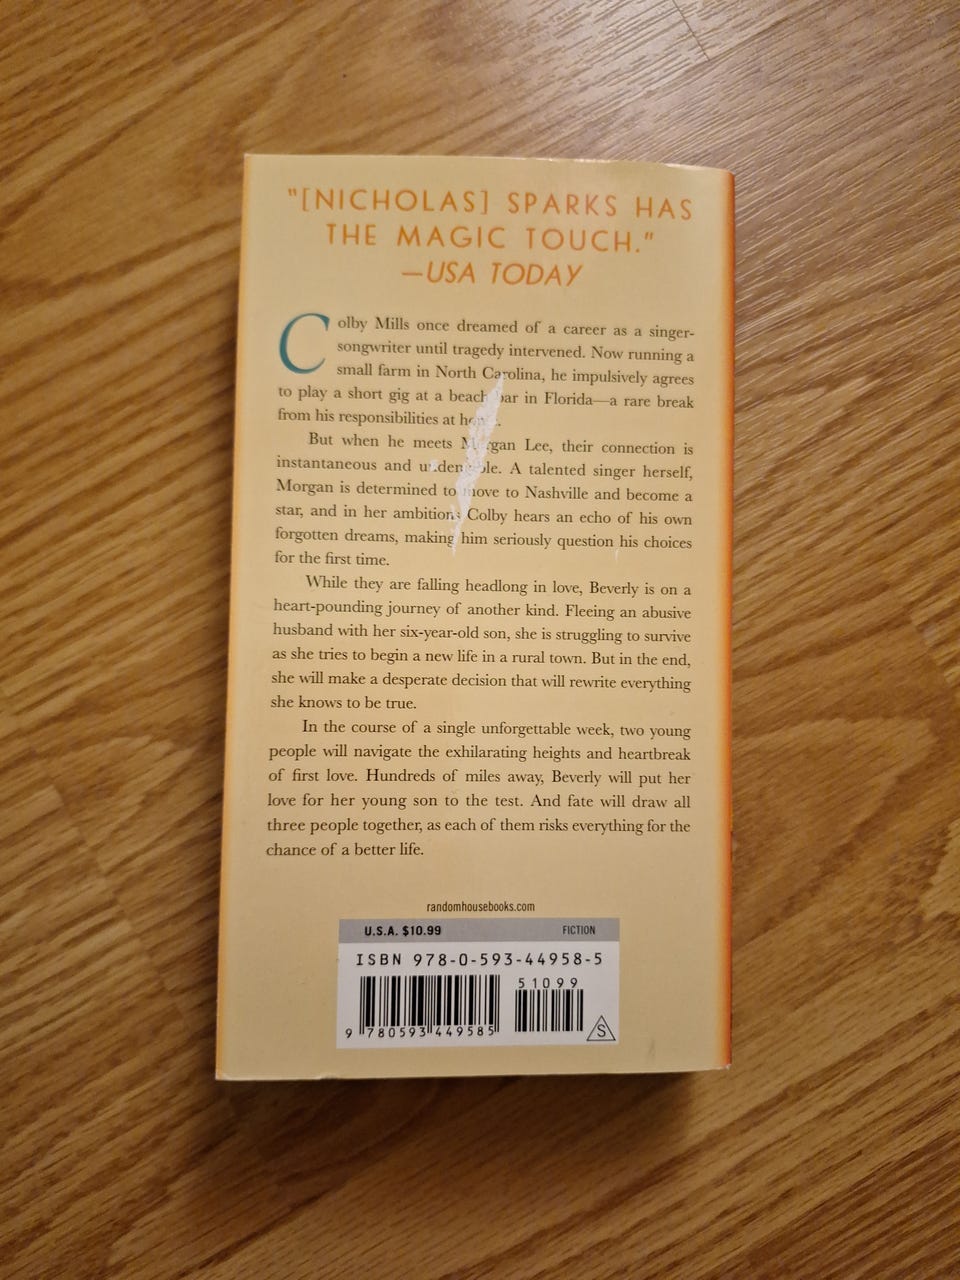 "[NICHOLAS] SPARKS HAS
THE MAGIC TOUCH."
—USA TODAY
Colby Mills once dreamed of a career as a singer-
songwriter until tragedy intervened. Now running a
small farm in North Carolina, he impulsively agrees
to play a short gig at a beach bar in Florida—a rare break
from his responsibilities at
But when he meets Morgan Lee, their connection is
instantaneous and undeniable. A talented singer herself,
Morgan is determined to move to Nashville and become a
star, and in her ambitions Colby hears an echo of his own
forgotten dreams, making him seriously question his choices
for the first time.
While they are falling headlong in love, Beverly is on a
heart-pounding journey of another kind. Fleeing an abusive
husband with her six-year-old son, she is struggling to survive
as she tries to begin a new life in a rural town. But in the end,
she will make a desperate decision that will rewrite everything
she knows to be true.
In the course of a single unforgettable week, two young
people will navigate the exhilarating heights and heartbreak
of first love. Hundreds of miles away, Beverly will put her
love for her young son to the test. And fate will draw all
three people together, as each of them risks everything for the
chance of a better life.
randomhousebooks.com
U.S.A. $10.99 FICTION
ISBN 978-0-593-44958-5
51099
9 780593 449585
S